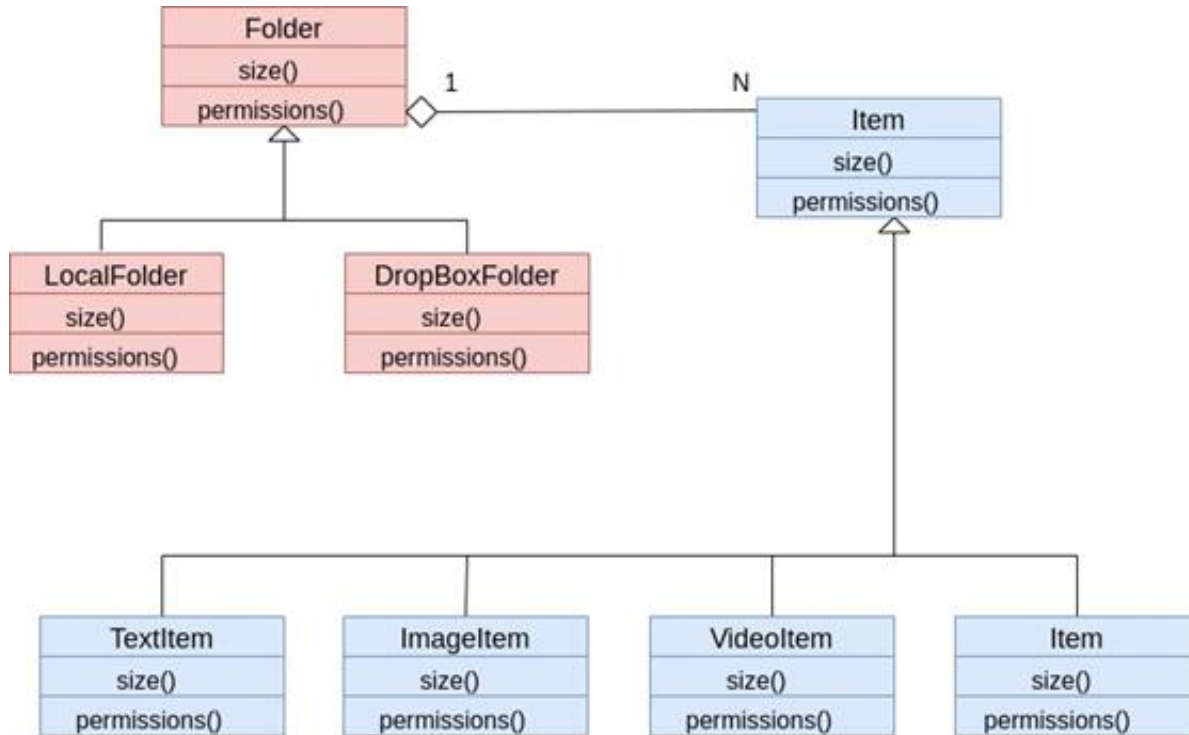 Folder
size()
permissions()
1
N
Item
size()
permissions()
LocalFolder
size()
permissions()
DropBoxFolder
size()
permissions()
TextItem
size()
permissions()
ImageItem
size()
permissions()
VideoItem
size()
permissions()
Item
size()
permissions()